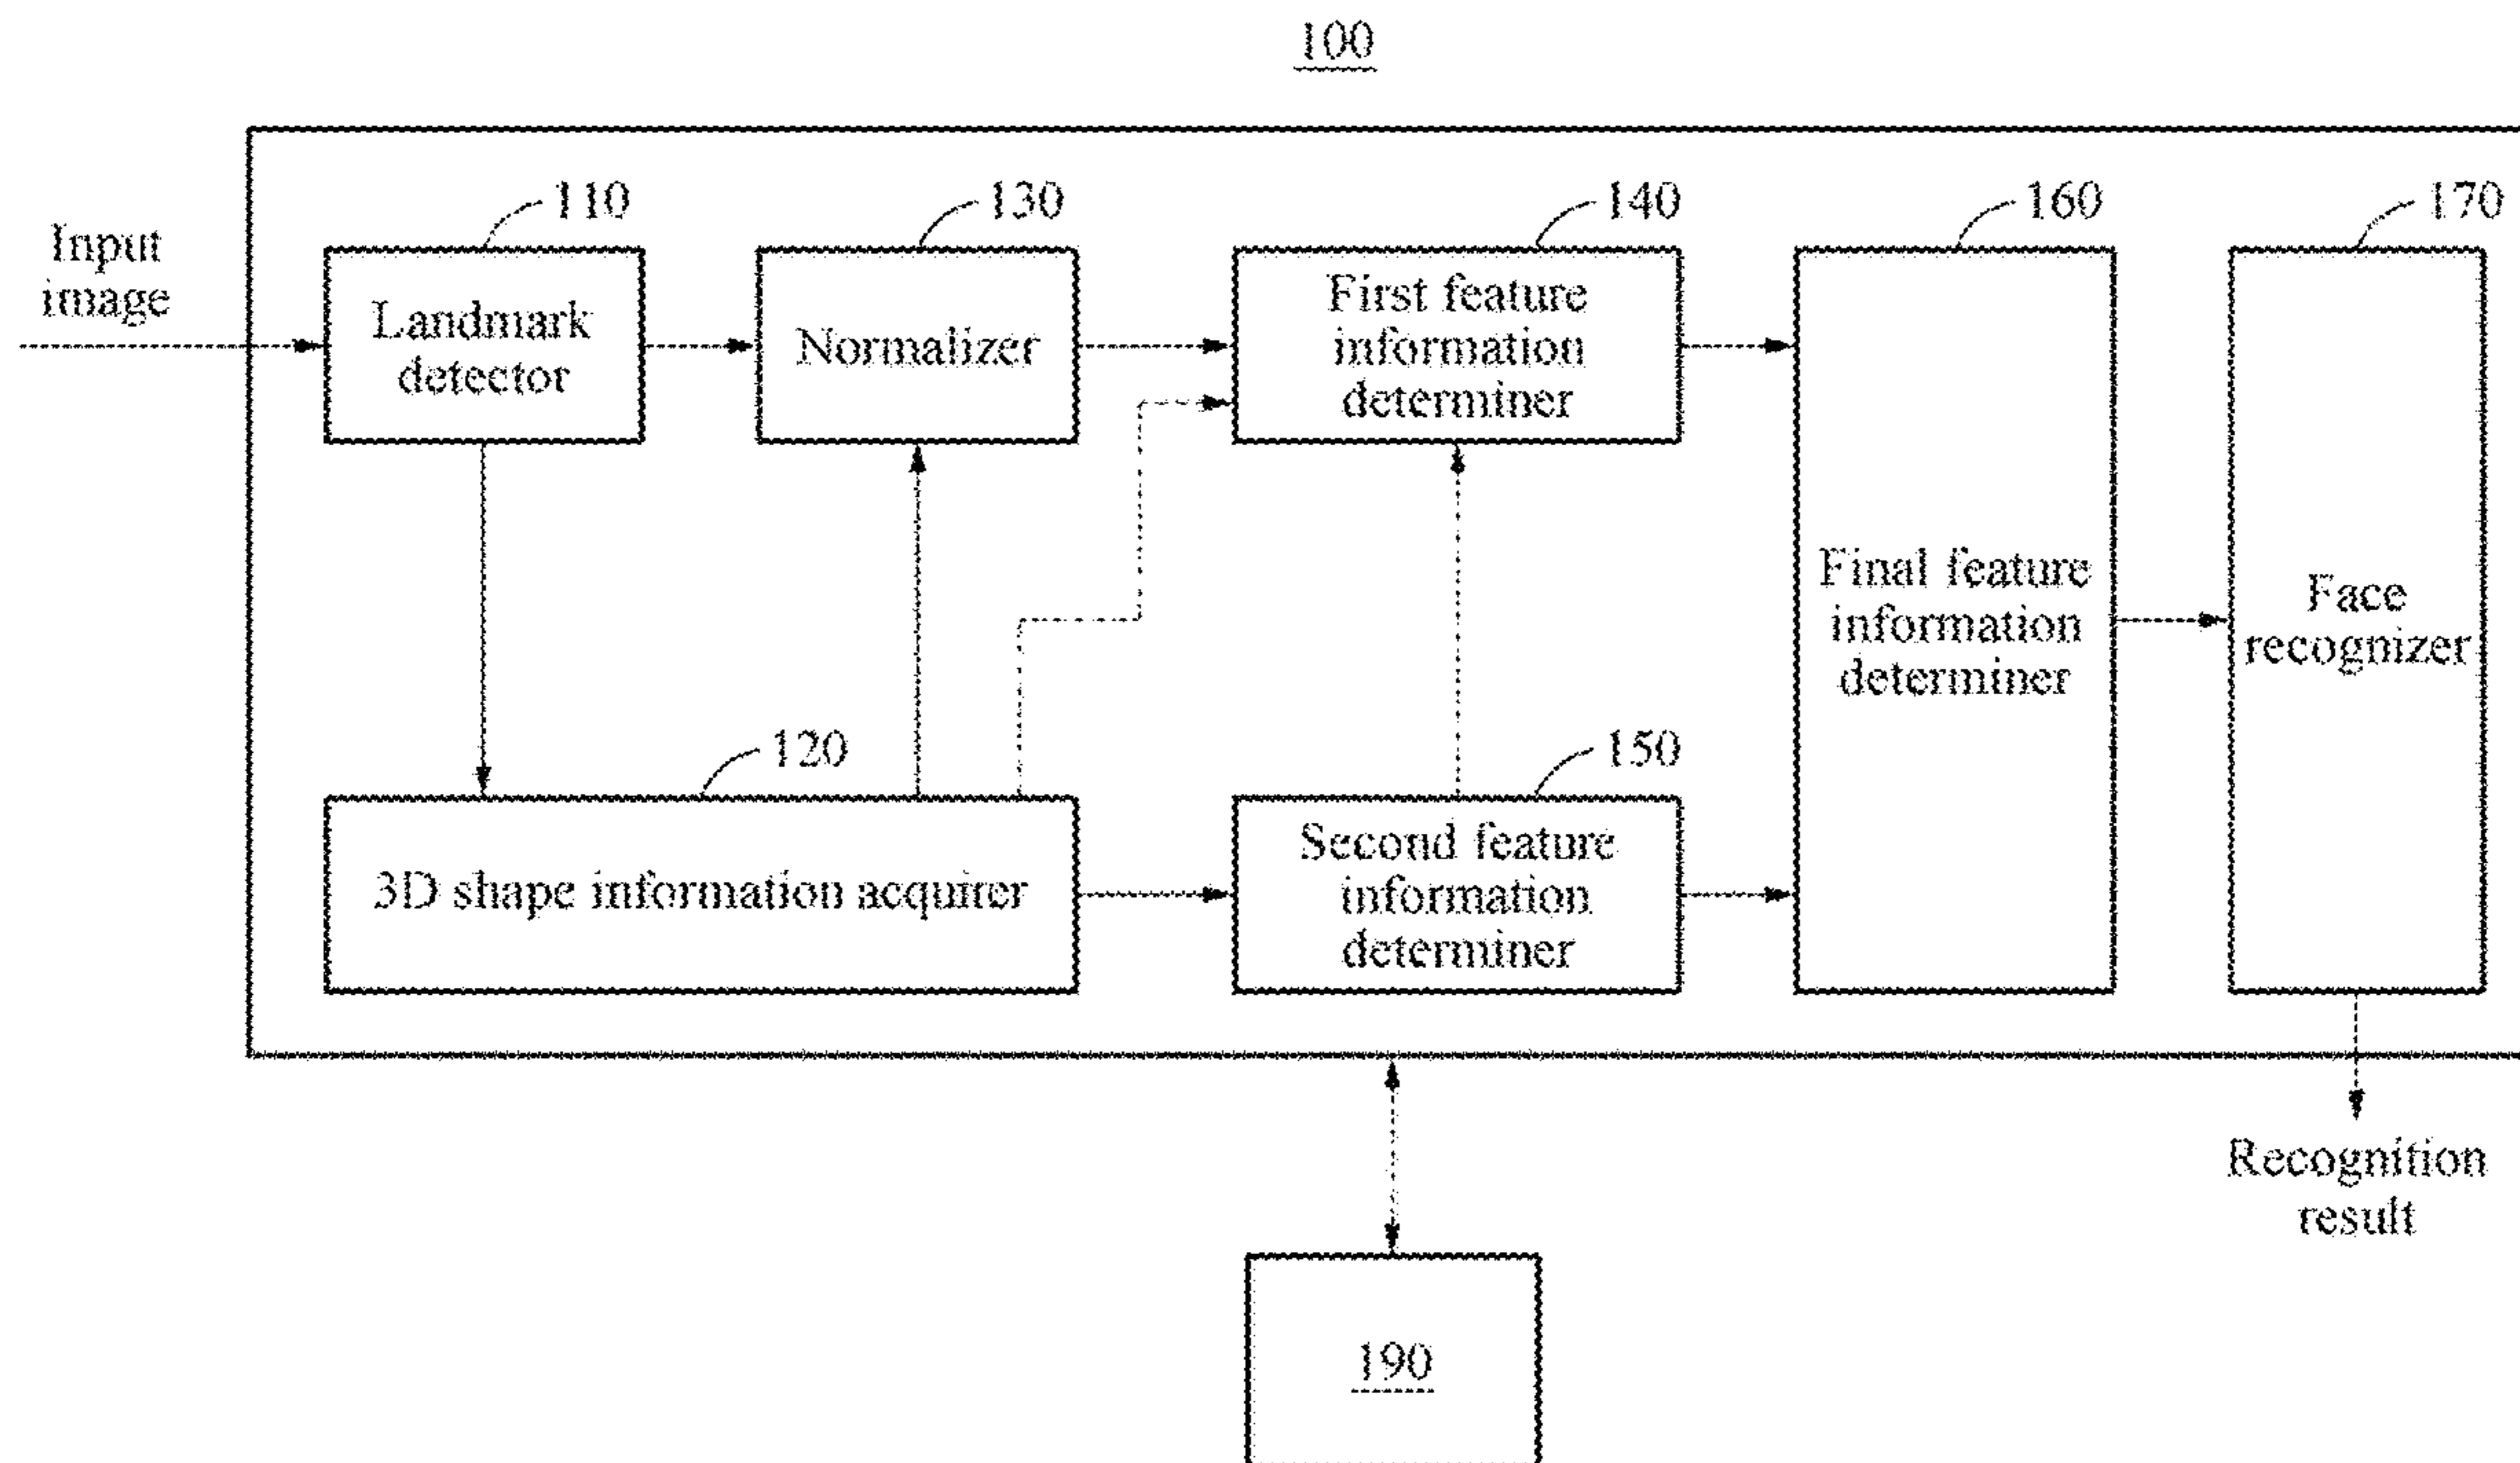 100
110
130
140
160
170
Input
image
Landmark
detector
Normalizer
First feature
information
determiner
Final feature
information
determiner
Face
recognizer
120
150
3D shape information acquirer
Second feature
information
determiner
Recognition
result
190